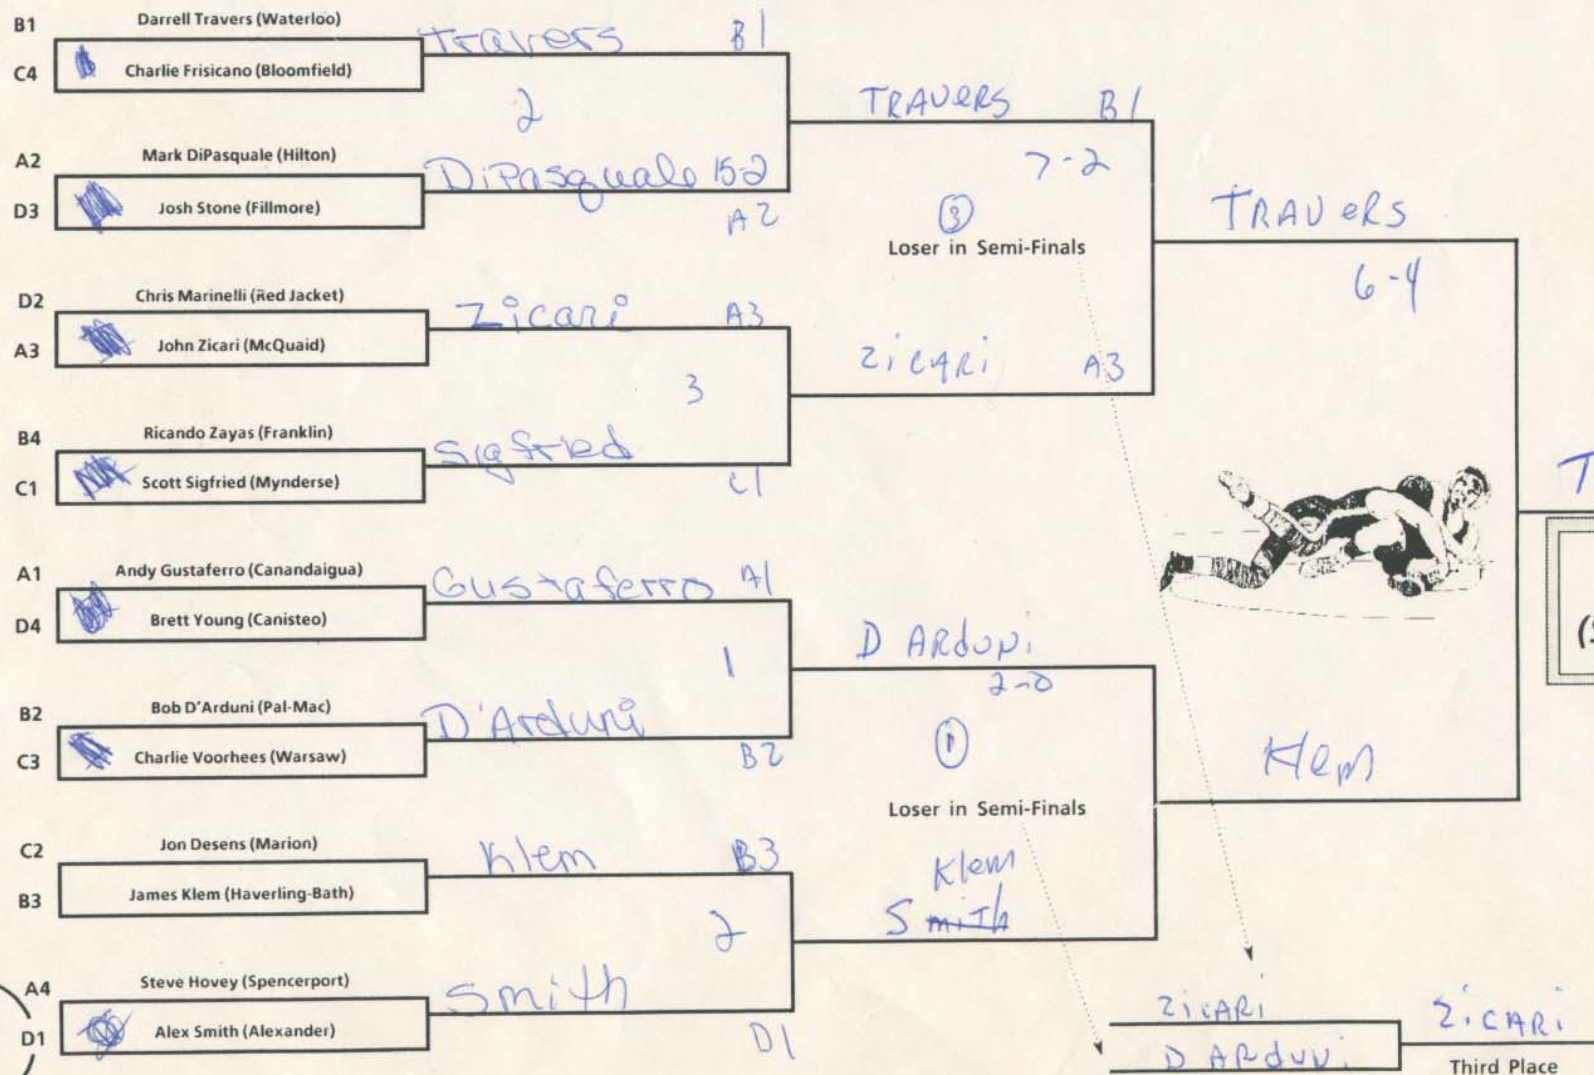 B1 Darrell Travers (Waterloo)
C4 Charlie Frisicano (Bloomfield)
Travers B1
2
A2 Mark DiPasquale (Hilton)
D3 Josh Stone (Fillmore)
DiPasquale 15-2
A2
TRAVERS B1
7-2
③
Loser in Semi-Finals
TRAVERS
6-4
D2 Chris Marinelli (Red Jacket)
A3 John Zicari (McQuaid)
Zicari A3
3
ZiCARi A3
B4 Ricando Zayas (Franklin)
C1 Scott Sigfried (Mynderse)
Sigfried
C1
T
A1 Andy Gustaferro (Canandaigua)
D4 Brett Young (Canisteo)
Gustaferro A1
1
B2 Bob D'Arduni (Pal-Mac)
C3 Charlie Voorhees (Warsaw)
D'Arduni
B2
D ARduni
2-0
①
Loser in Semi-Finals
Klem
C2 Jon Desens (Marion)
B3 James Klem (Haverling-Bath)
Klem B3
2
Klem
Smith
A4 Steve Hovey (Spencerport)
D1 Alex Smith (Alexander)
Smith
D1
ZiCARi
D ARduni
ZiCARi
Third Place